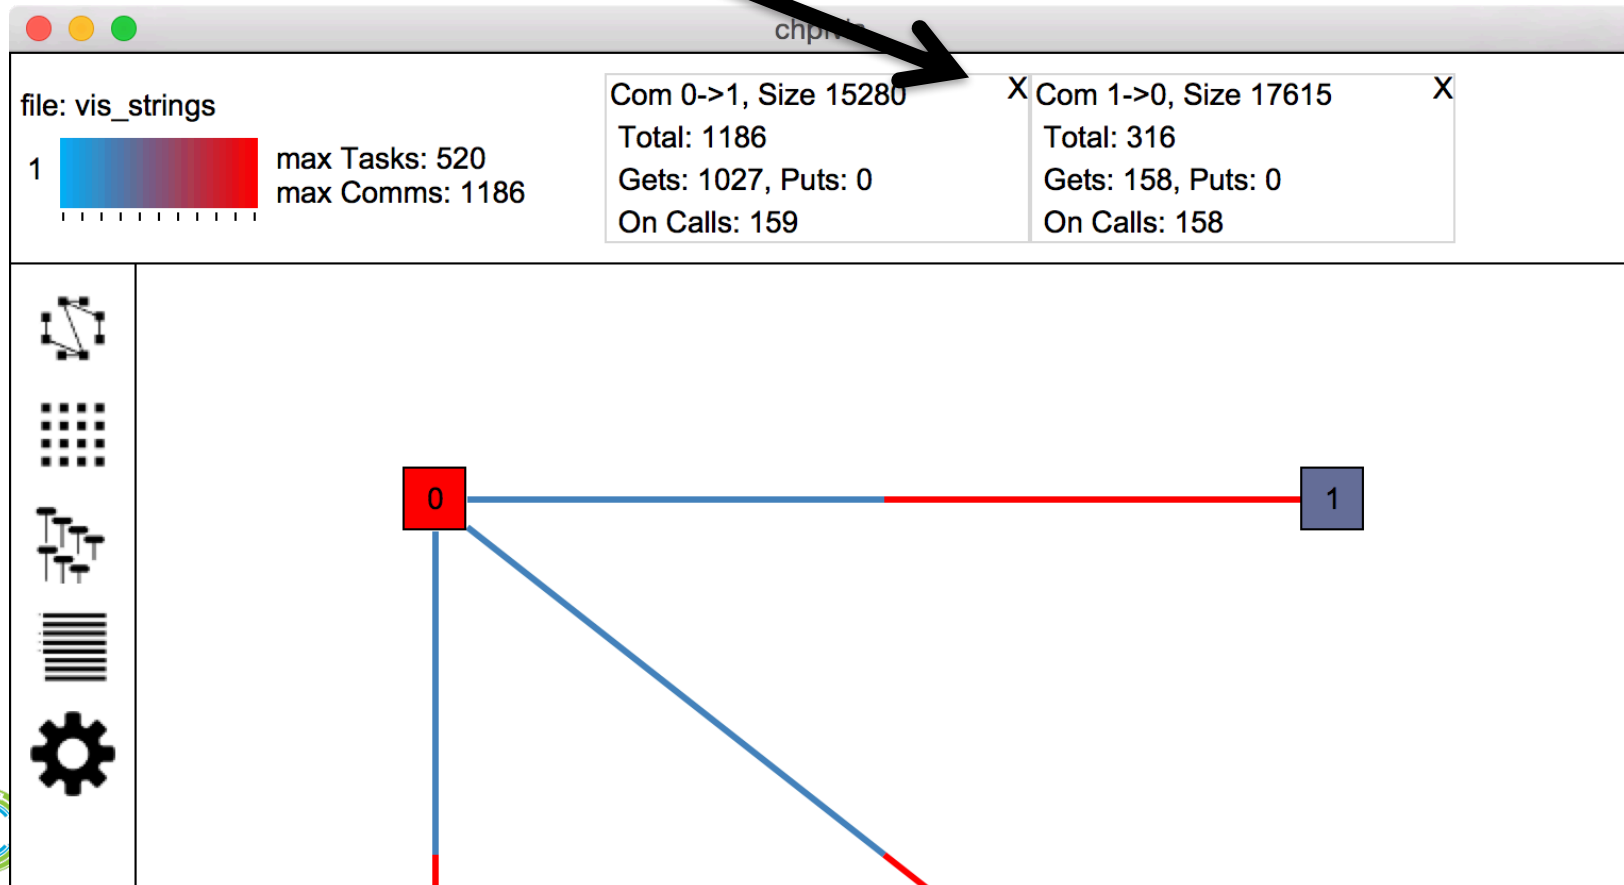 file: vis_strings
1
max Tasks: 520
max Comms: 1186
Com 0->1, Size 15280
X
Total: 1186
Gets: 1027, Puts: 0
On Calls: 159
Com 1->0, Size 17615
X
Total: 316
Gets: 158, Puts: 0
On Calls: 158
0
1